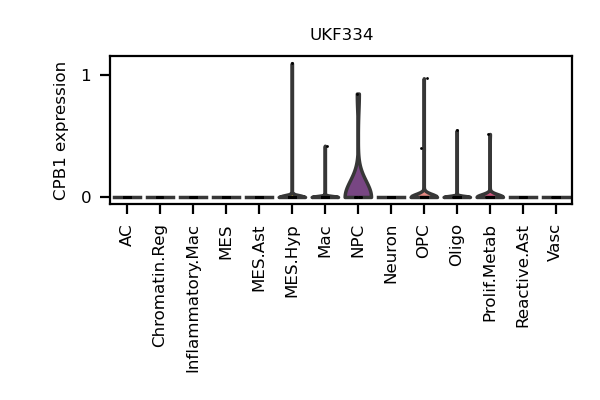 UKF334
CPB1 expression
1
0
AC
Chromatin.Reg
Inflammatory.Mac
MES
MES.Ast
MES.Hyp
Mac
NPC
Neuron
OPC
Oligo
Prolif.Metab
Reactive.Ast
Vasc